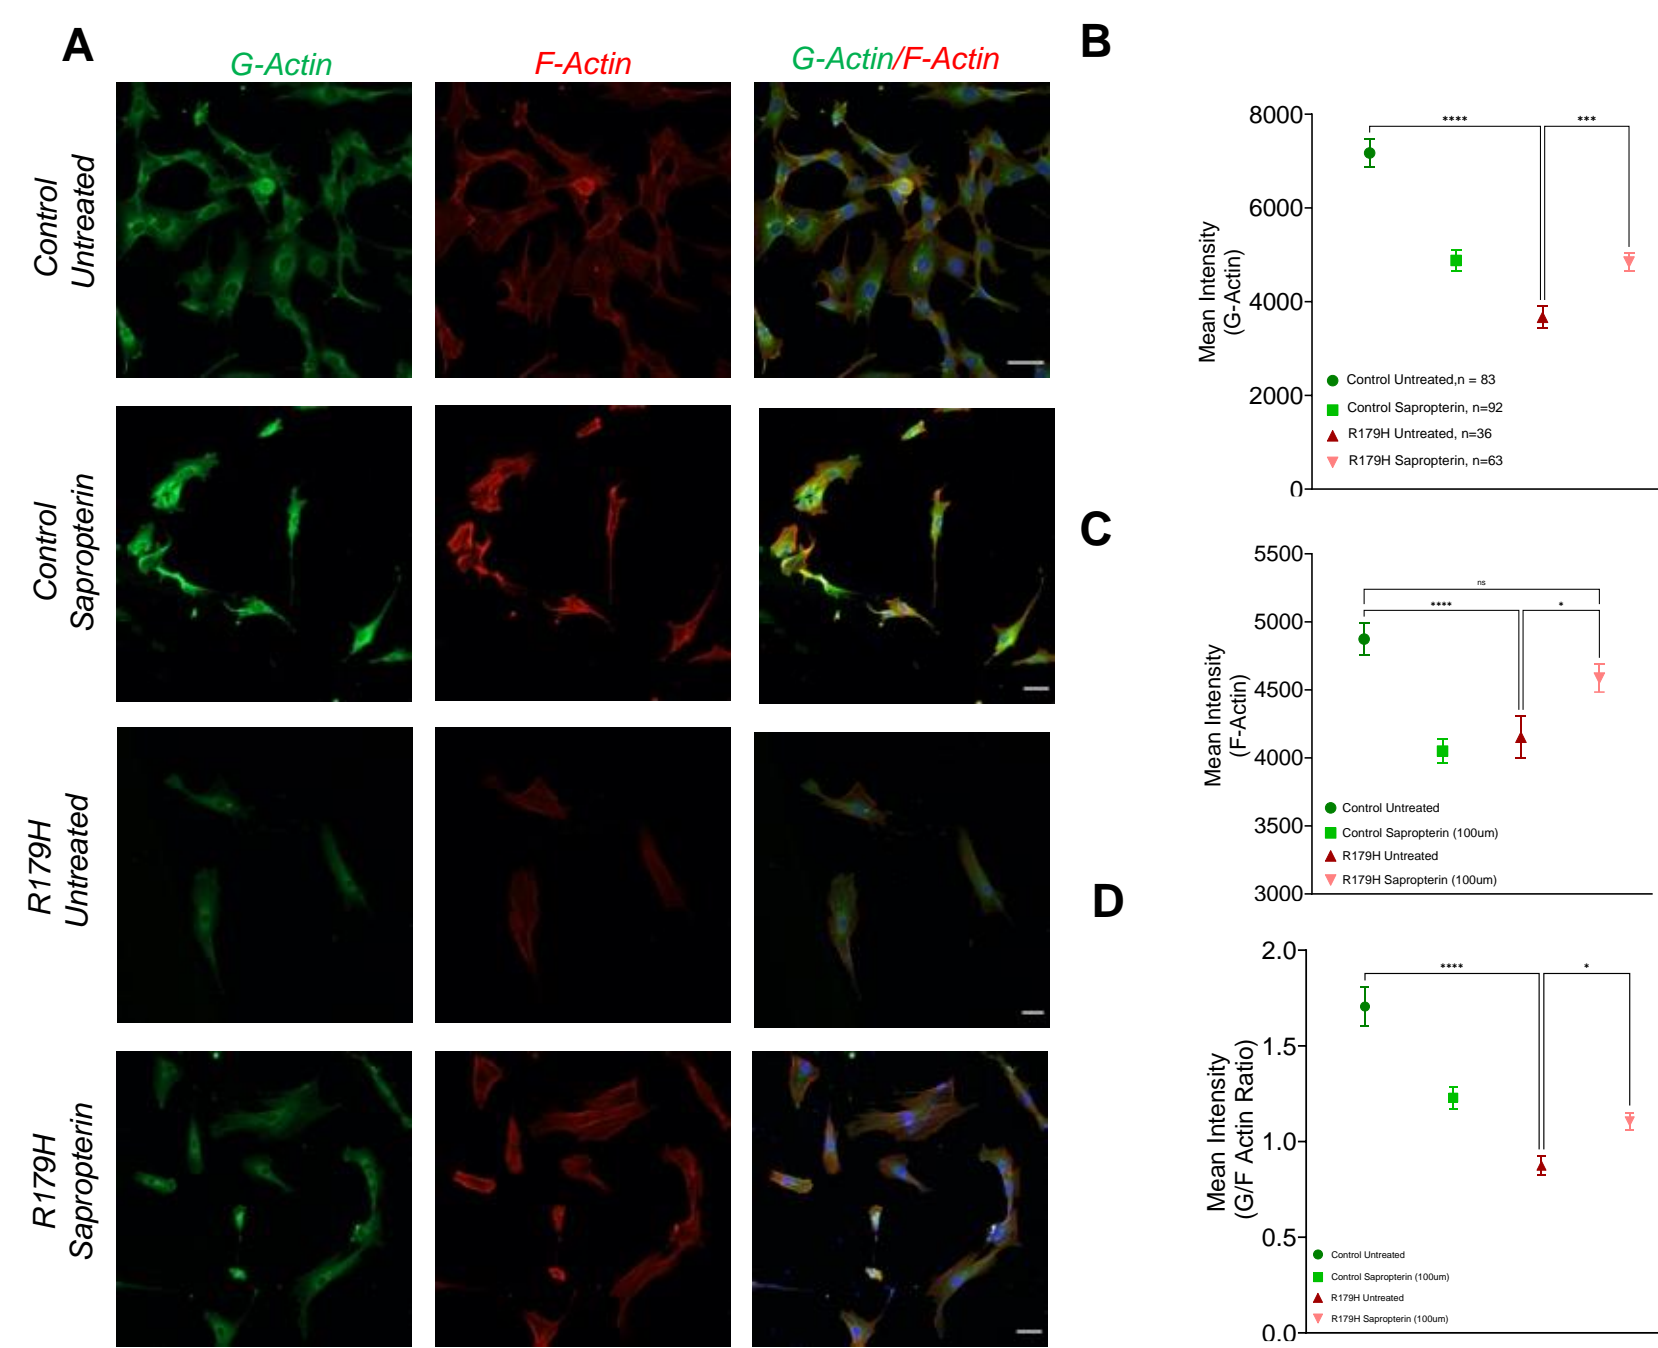 A
G-Actin
F-Actin
G-Actin/F-Actin
Control
Untreated
Control
Sapropterin
R179H
Untreated
R179H
Sapropterin
B
Mean Intensity
(G-Actin)
8000
6000
4000
2000
0
****
***
Control Untreated,n = 83
Control Sapropterin, n=92
R179H Untreated, n=36
R179H Sapropterin, n=63
C
Mean Intensity
(F-Actin)
5500
5000
4500
4000
3500
3000
ns
****
*
Control Untreated
Control Sapropterin (100um)
R179H Untreated
R179H Sapropterin (100um)
D
Mean Intensity
(G/F Actin Ratio)
2.0
1.5
1.0
0.5
0.0
****
*
Control Untreated
Control Sapropterin (100um)
R179H Untreated
R179H Sapropterin (100um)